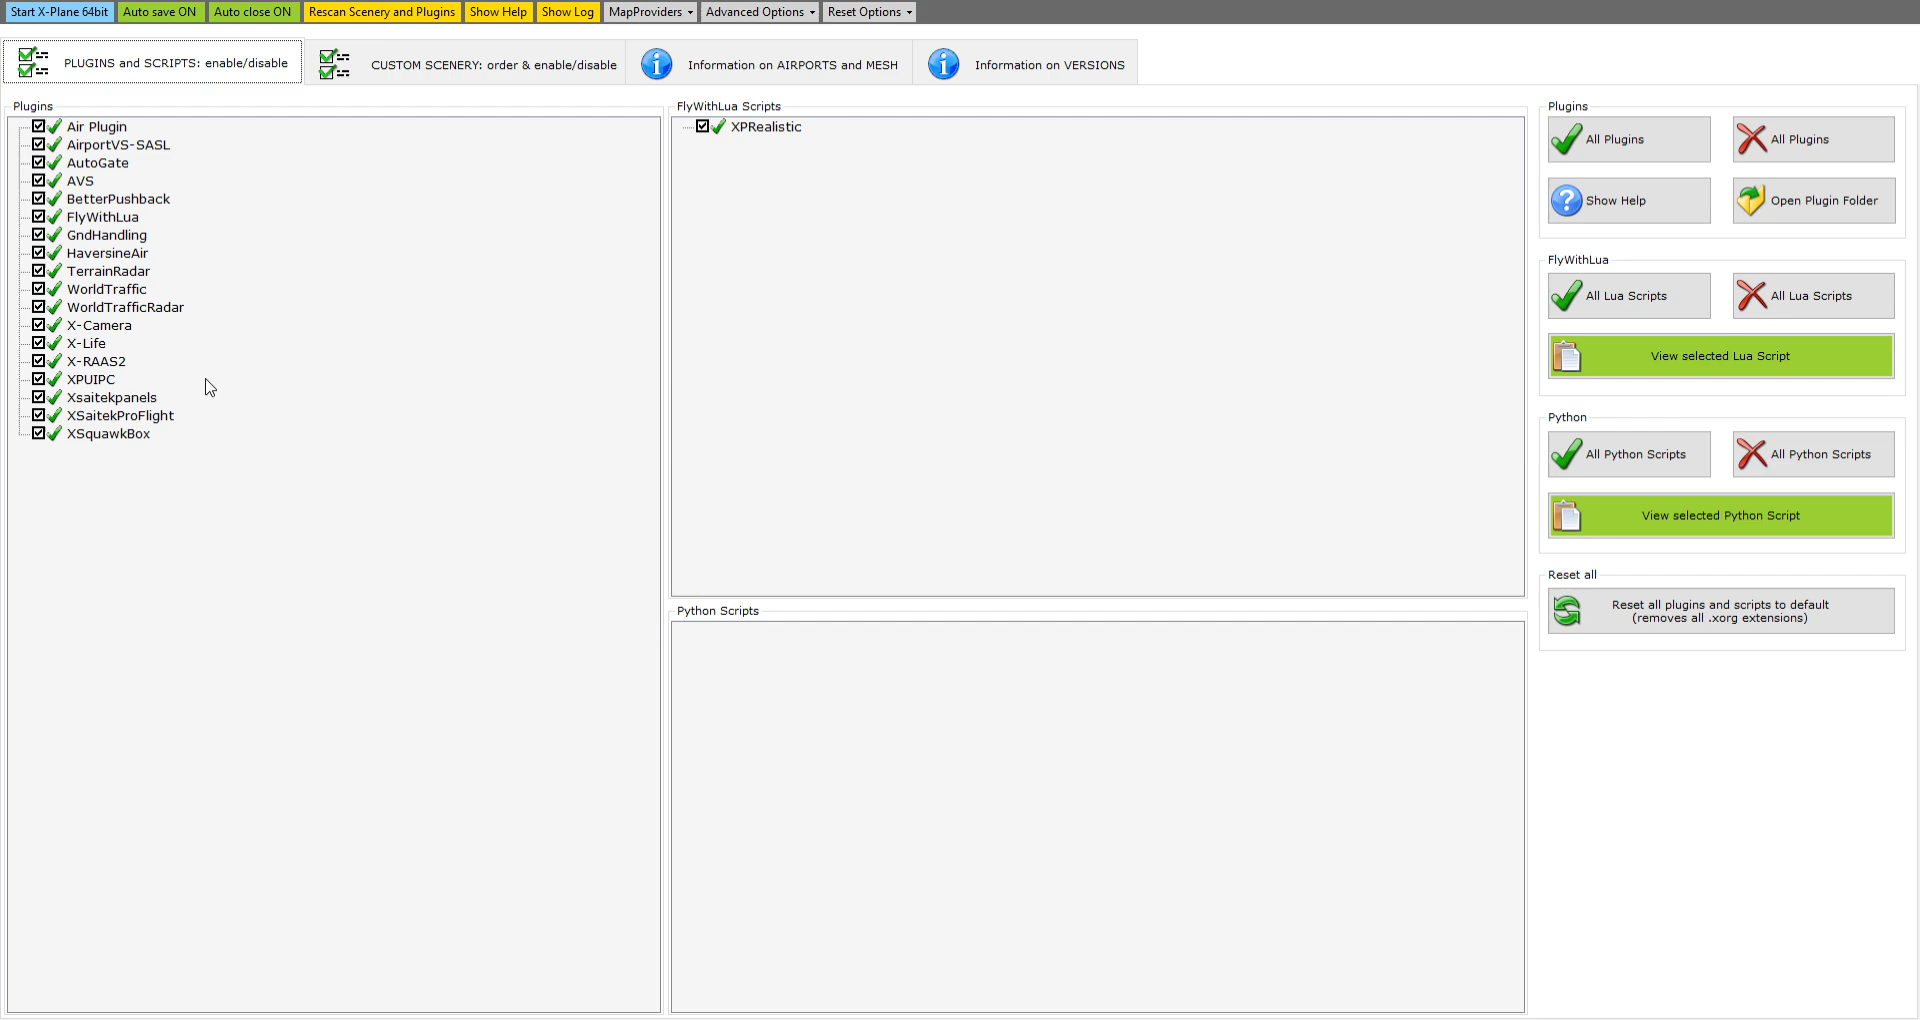 Start X-Plane 64bit Auto save ON Auto close ON Rescan Scenery and Plugins Show Help Show Log MapProviders Advanced Options Reset Options
PLUGINS and SCRIPTS: enable/disable CUSTOM SCENERY: order & enable/disable Information on AIRPORTS and MESH Information on VERSIONS
Plugins
Air Plugin
AirportVS-SASL
AutoGate
AVS
BetterPushback
FlyWithLua
GndHandling
HaversineAir
TerrainRadar
WorldTraffic
WorldTrafficRadar
X-Camera
X-Life
X-RAAS2
XPUIPC
Xsaitekpanels
XSaitekProFlight
XSquawkBox
FlyWithLua Scripts
XPRealistic
Python Scripts
Plugins
All Plugins All Plugins
Show Help Open Plugin Folder
FlyWithLua
All Lua Scripts All Lua Scripts
View selected Lua Script
Python
All Python Scripts All Python Scripts
View selected Python Script
Reset all
Reset all plugins and scripts to default
(removes all .xorg extensions)